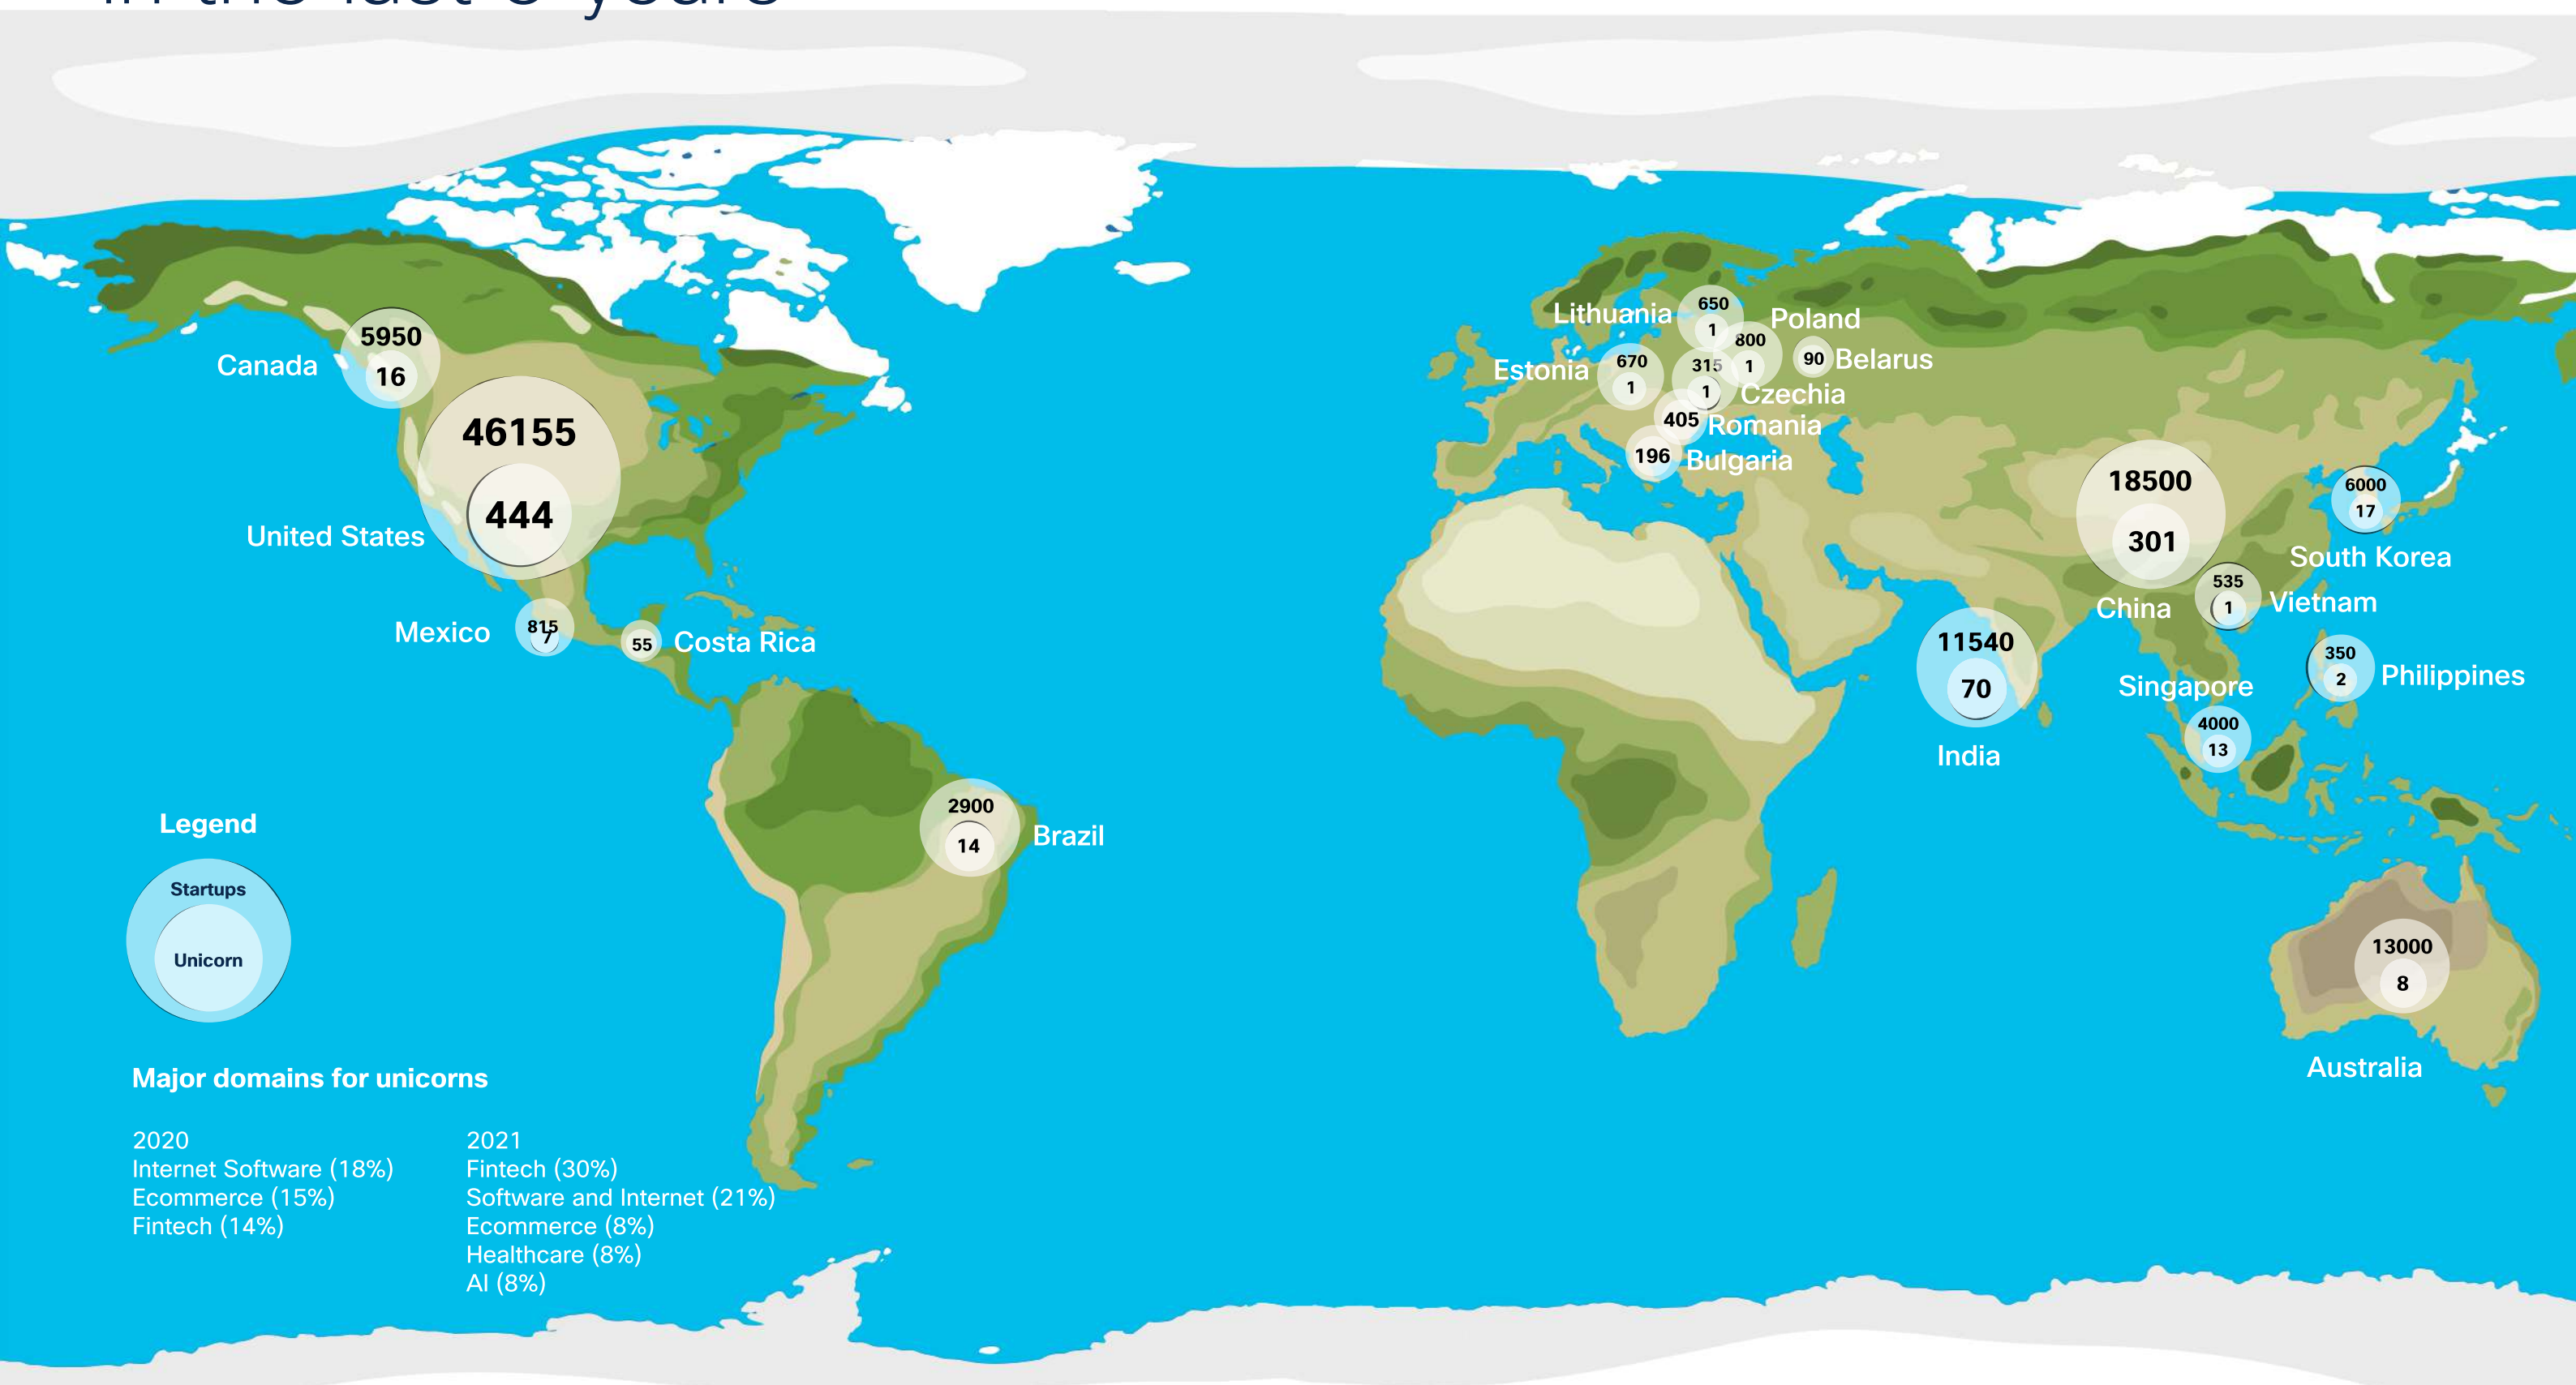 Lithuania
650
1
Poland
800
1
5950
16
Canada
Estonia
670
1
315
1
90
Belarus
Czechia
46155
444
United States
405
Romania
196
Bulgaria
18500
301
China
6000
17
South Korea
535
1
Vietnam
Mexico
815
7
55
Costa Rica
11540
70
India
350
2
Philippines
Singapore
4000
13
2900
14
Brazil
Legend
Startups
Unicorn
13000
8
Australia
Major domains for unicorns
2020
Internet Software (18%)
Ecommerce (15%)
Fintech (14%)
2021
Fintech (30%)
Software and Internet (21%)
Ecommerce (8%)
Healthcare (8%)
AI (8%)